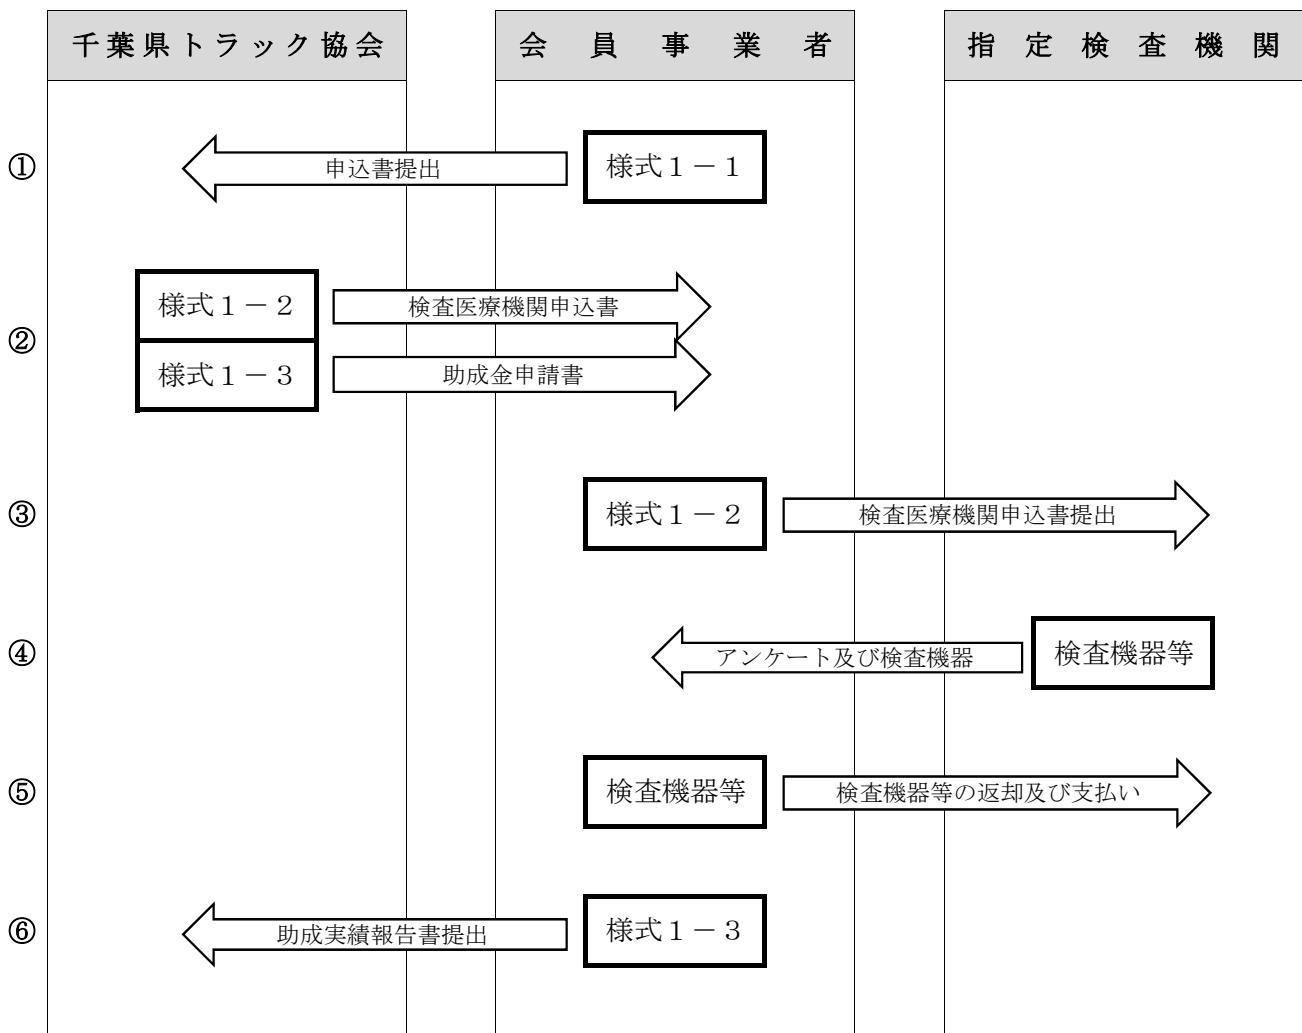 千葉県トラック協会
会員事業者
指定検査機関
①
申込書提出
様式１－１
②
様式１－２
検査医療機関申込書
様式１－３
助成金申請書
③
様式１－２
検査医療機関申込書提出
④
アンケート及び検査機器
検査機器等
⑤
検査機器等
検査機器等の返却及び支払い
⑥
助成実績報告書提出
様式１－３